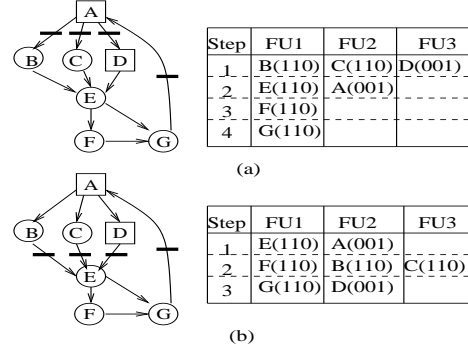 A
B
C
D
E
F
G
Step FU1 FU2 FU3
1 B(110) C(110) D(001)
2 E(110) A(001)
3 F(110)
4 G(110)
(a)
A
B
C
D
E
F
G
Step FU1 FU2 FU3
1 E(110) A(001)
2 F(110) B(110) C(110)
3 G(110) D(001)
(b)